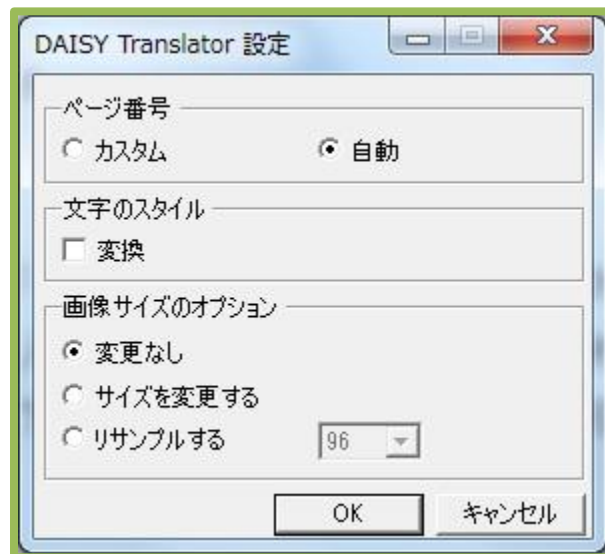 DAISY Translator 設定
ページ番号
カスタム 自動
文字のスタイル
変換
画像サイズのオプション
変更なし
サイズを変更する
リサンプルする 96
OK キャンセル